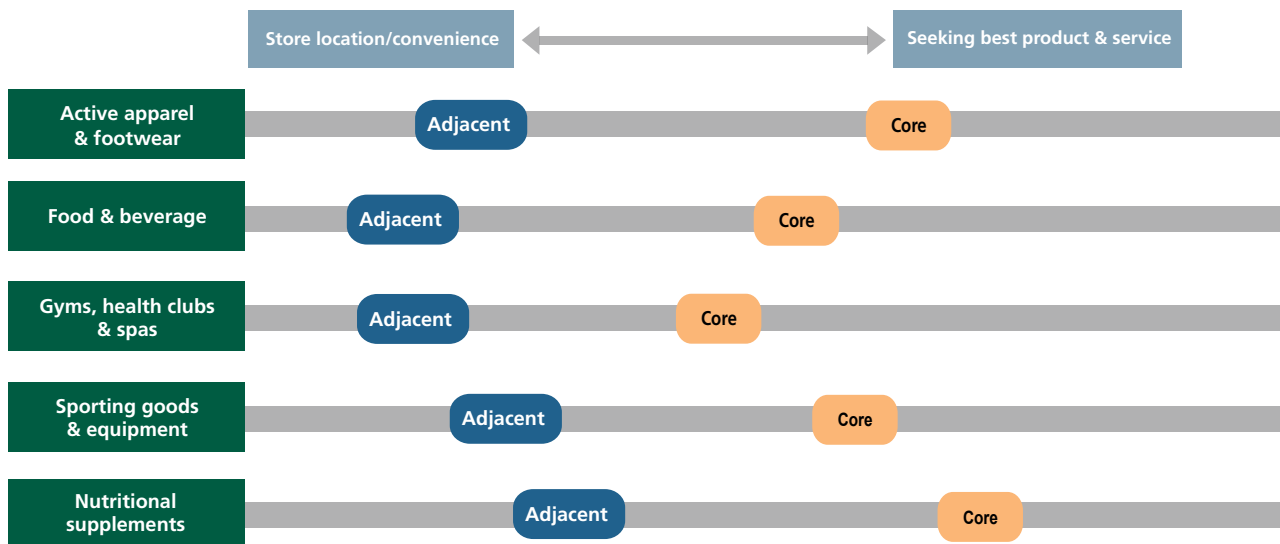 Store location/convenience
Seeking best product & service
Active apparel
& footwear
Adjacent
Core
Food & beverage
Adjacent
Core
Gyms, health clubs
& spas
Adjacent
Core
Sporting goods
& equipment
Adjacent
Core
Nutritional
supplements
Adjacent
Core